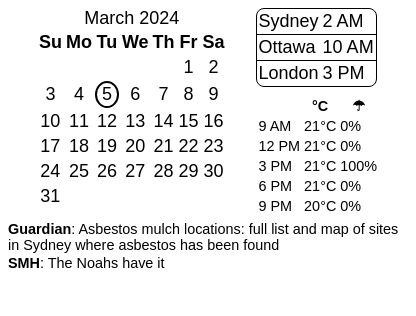 March 2024
Su Mo Tu We Th Fr Sa
1 2
3 4 5 6 7 8 9
10 11 12 13 14 15 16
17 18 19 20 21 22 23
24 25 26 27 28 29 30
31
Sydney 2 AM
Ottawa 10 AM
London 3 PM
°C ☂
9 AM 21°C 0%
12 PM 21°C 0%
3 PM 21°C 100%
6 PM 21°C 0%
9 PM 20°C 0%
Guardian: Asbestos mulch locations: full list and map of sites
in Sydney where asbestos has been found
SMH: The Noahs have it